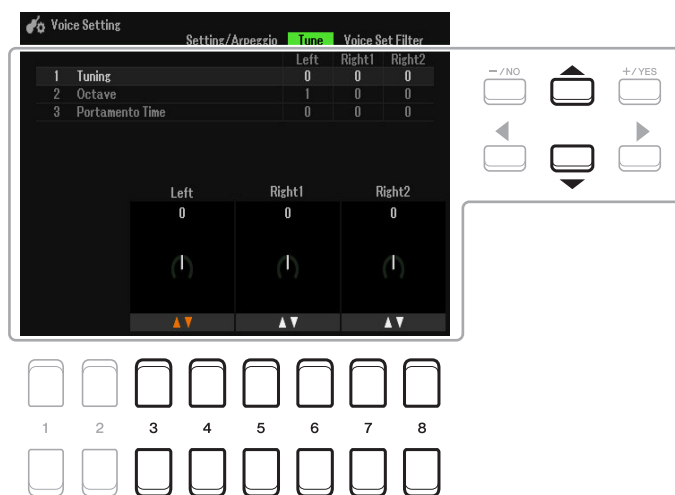 Voice Setting
Setting/Arpeggio Tune Voice Set Filter
Left Right1 Right2
1 Tuning 0 0 0
2 Octave 1 0 0
3 Portamento Time 0 0 0
Left Right1 Right2
0 0 0
−/NO +/YES
1 2 3 4 5 6 7 8